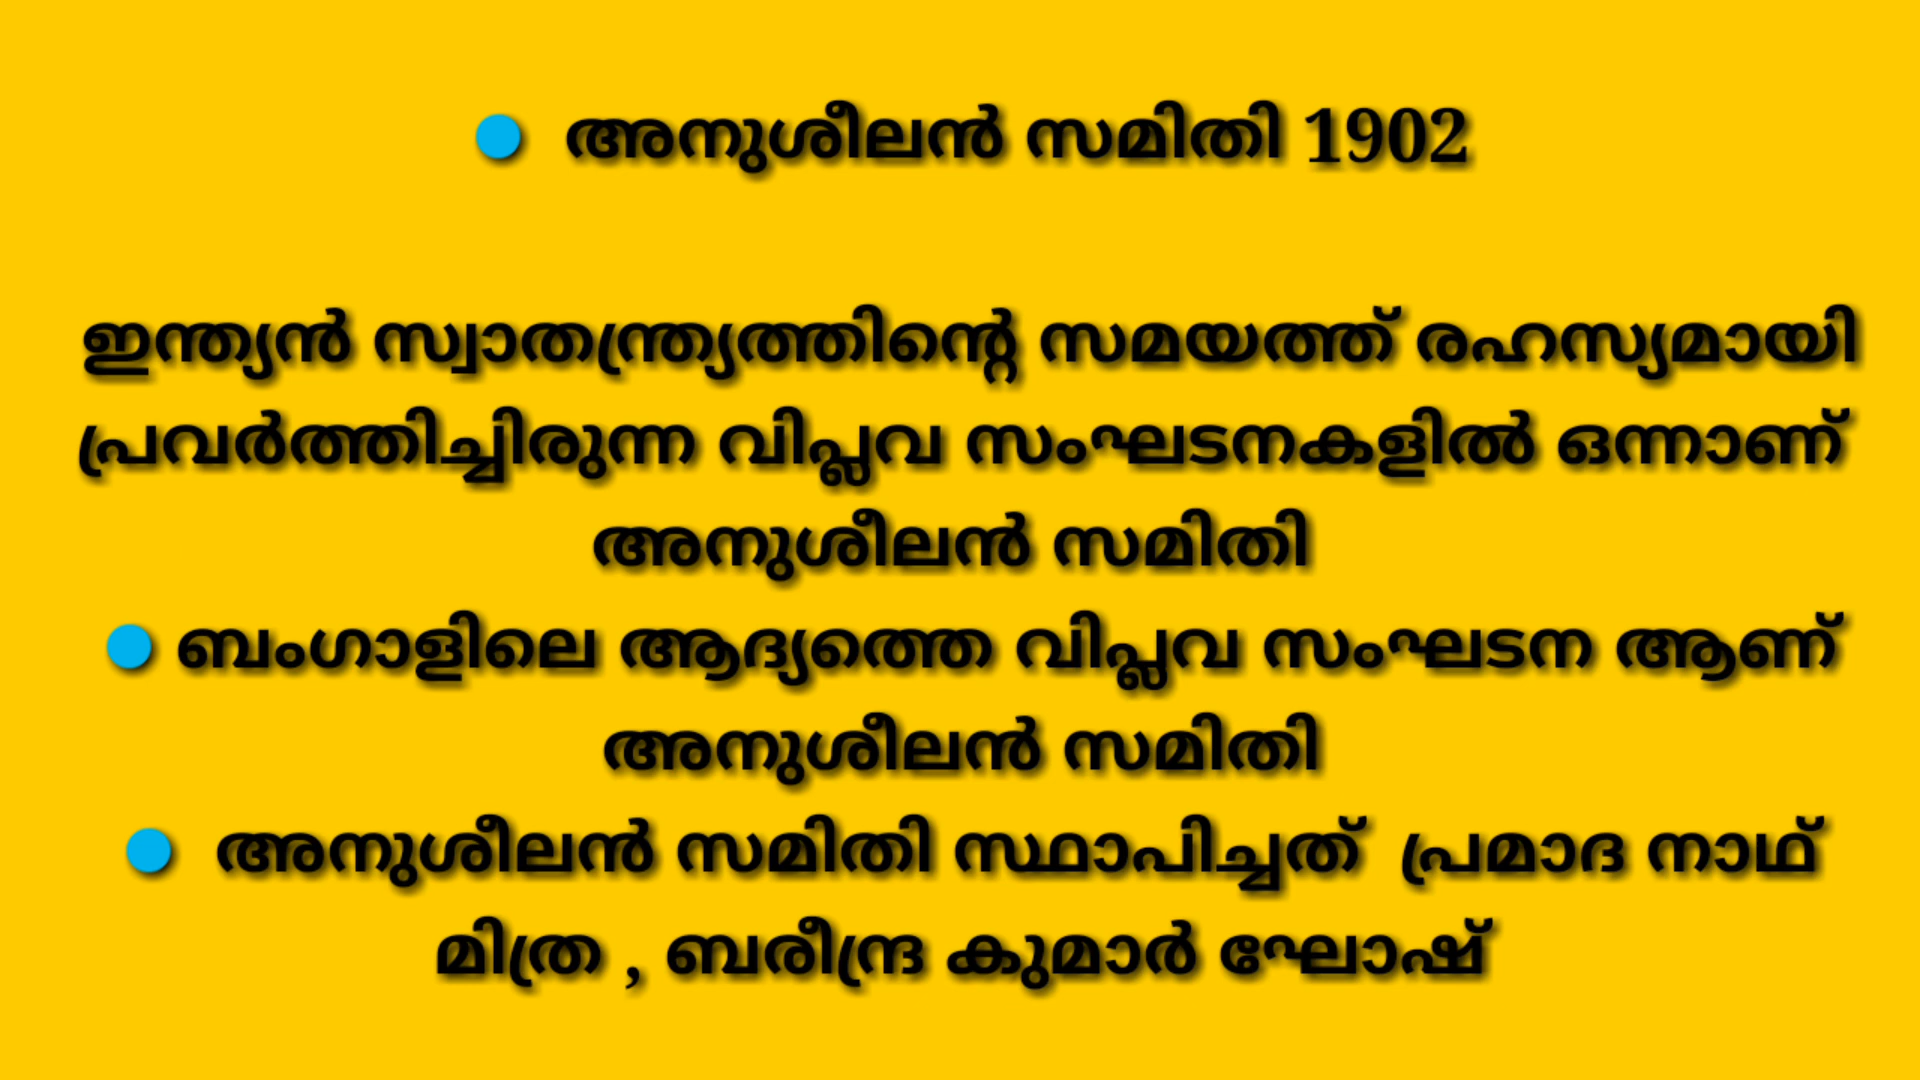 ● അനുശീലൻ സമിതി 1902
ഇന്ത്യൻ സ്വാതന്ത്ര്യത്തിന്റെ സമയത്ത് രഹസ്യമായി
പ്രവർത്തിച്ചിരുന്ന വിപ്ലവ സംഘടനകളിൽ ഒന്നാണ്
അനുശീലൻ സമിതി
● ബംഗാളിലെ ആദ്യത്തെ വിപ്ലവ സംഘടന ആണ്
അനുശീലൻ സമിതി
● അനുശീലൻ സമിതി സ്ഥാപിച്ചത് പ്രമാദ നാഥ്
മിത്ര , ബരീന്ദ്ര കുമാർ ഘോഷ്